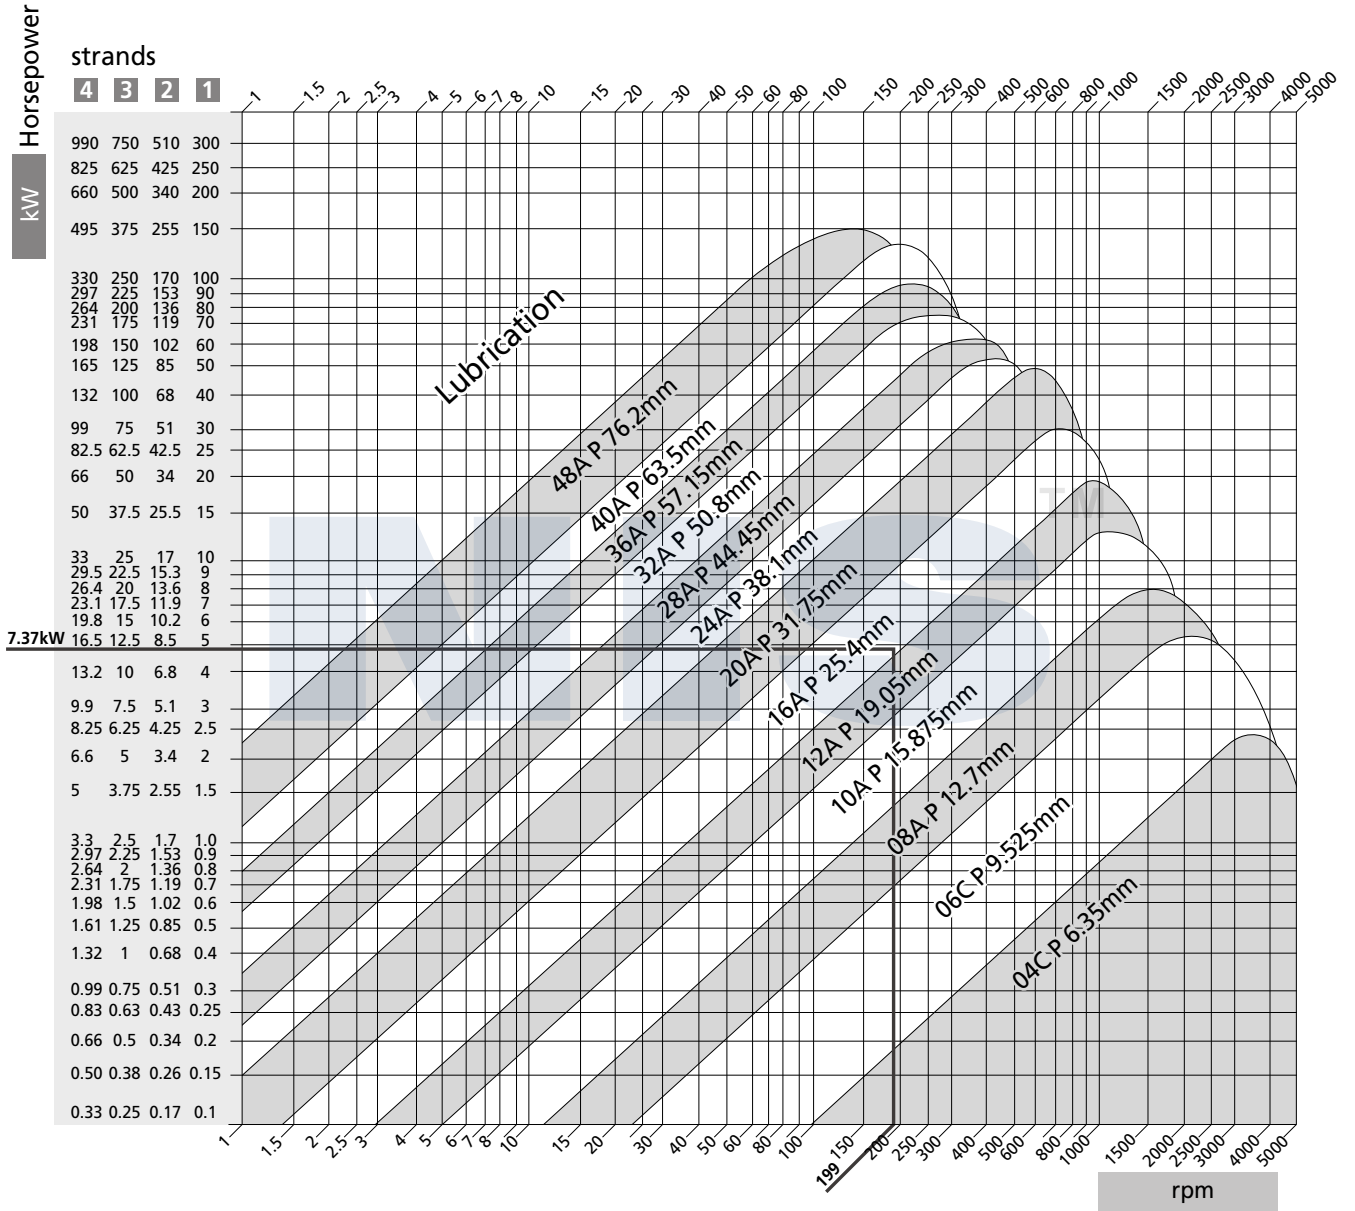 Horsepower
kW
strands
4 3 2 1
1 1.5 2 2.5 3 4 5 6 7 8 10 15 20 30 40 50 60 80 100 150 200 250 300 400 500 600 800 1000 1500 2000 2500 3000 4000 5000
990 750 510 300
825 625 425 250
660 500 340 200
495 375 255 150
330 250 170 100
297 225 153 90
264 200 136 80
231 175 119 70
198 150 102 60
165 125 85 50
132 100 68 40
99 75 51 30
82.5 62.5 42.5 25
66 50 34 20
50 37.5 25.5 15
33 25 17 10
29.5 22.5 15.3 9
26.4 20 13.6 8
23.1 17.5 11.9 7
19.8 15 10.2 6
7.37kW
16.5 12.5 8.5 5
13.2 10 6.8 4
9.9 7.5 5.1 3
8.25 6.25 4.25 2.5
6.6 5 3.4 2
5 3.75 2.55 1.5
3.3 2.5 1.7 1.0
2.97 2.25 1.53 0.9
2.64 2 1.36 0.8
2.31 1.75 1.19 0.7
1.98 1.5 1.02 0.6
1.61 1.25 0.85 0.5
1.32 1 0.68 0.4
0.99 0.75 0.51 0.3
0.83 0.63 0.43 0.25
0.66 0.5 0.34 0.2
0.50 0.38 0.26 0.15
0.33 0.25 0.17 0.1
Lubrication
48A P 76.2mm
40A P 63.5mm
36A P 57.15mm
32A P 50.8mm
28A P 44.45mm
24A P 38.1mm
20A P 31.75mm
16A P 25.4mm
12A P 19.05mm
10A P 15.875mm
08A P 12.7mm
06C P 9.525mm
04C P 6.35mm
NIS
TM
1 1.5 2 2.5 3 4 5 6 7 8 10 15 20 30 40 50 60 80 100 150 200 250 300 400 500 600 800 1000 1500 2000 2500 3000 4000 5000
199
rpm